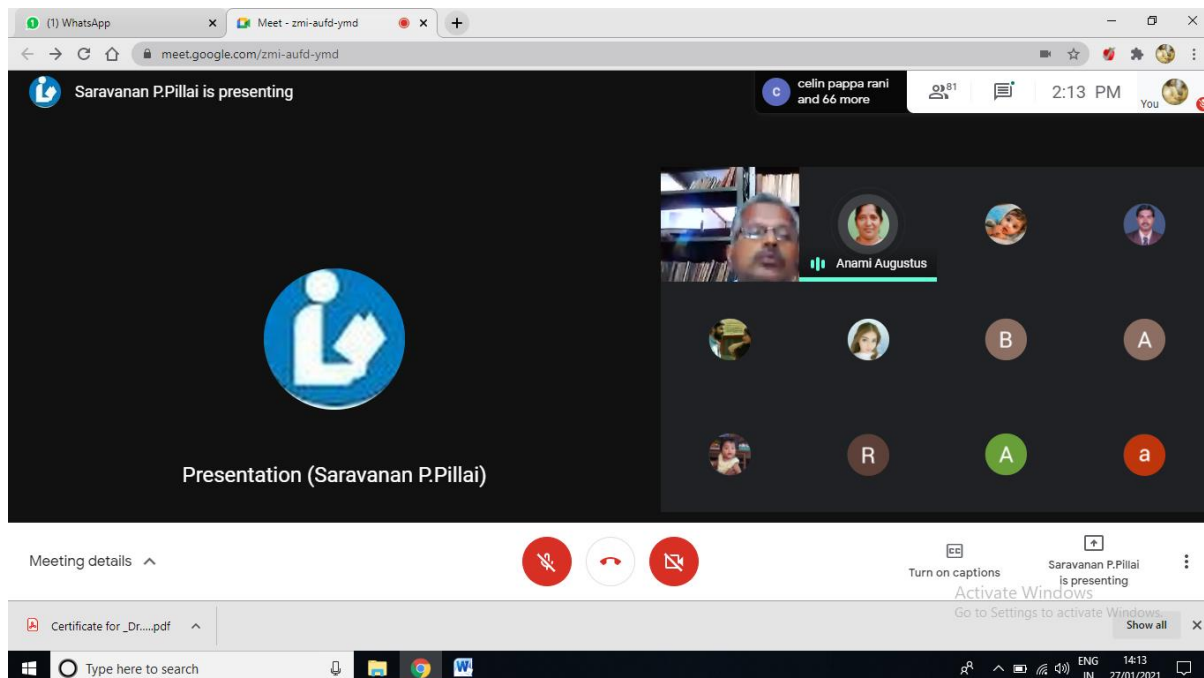 (1) WhatsApp
Meet - zmi-aufd-ymd
meet.google.com/zmi-aufd-ymd
Saravanan P.Pillai is presenting
c
celin pappa rani
and 66 more
81
2:13 PM
You
Anami Augustus
B
A
R
A
a
Presentation (Saravanan P.Pillai)
Meeting details
Turn on captions
Saravanan P.Pillai
is presenting
Activate Windows
Go to Settings to activate Windows.
Certificate for _Dr.....pdf
Show all
Type here to search
W
ENG
IN
14:13
27/01/2021